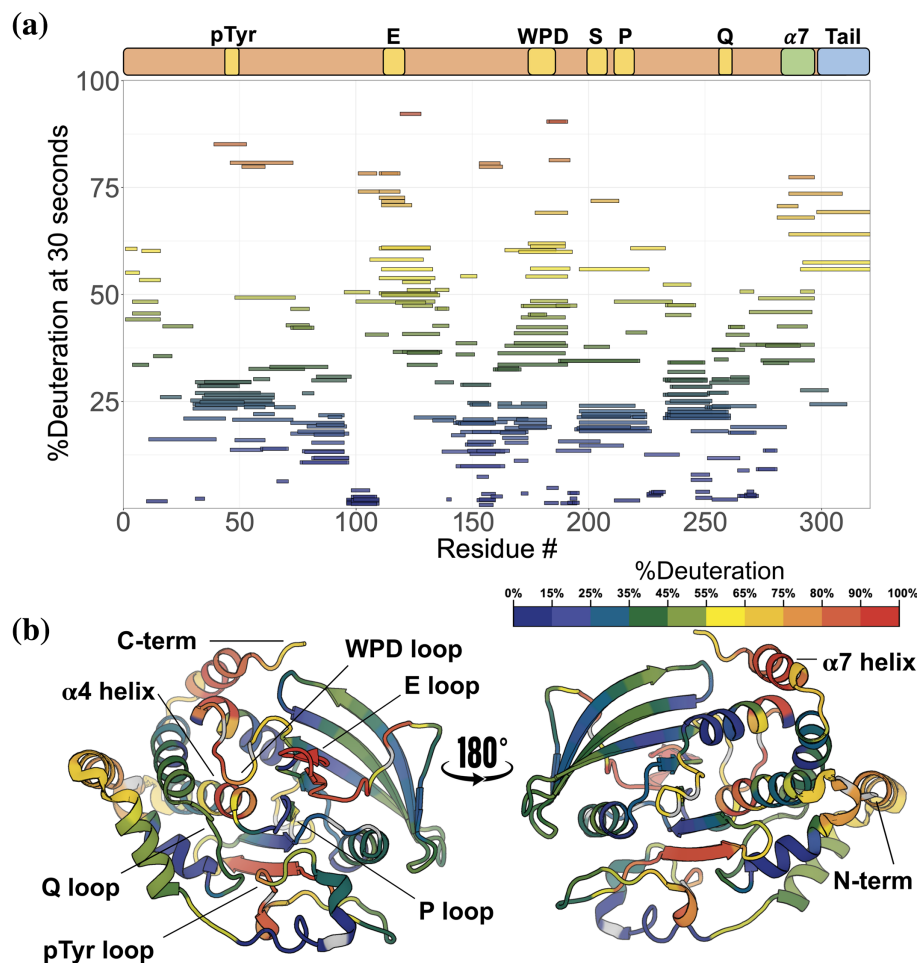 (a)
pTyr E WPD S P Q α7 Tail
%Deuteration at 30 seconds
100
75
50
25
0 50 100 150 200 250 300
Residue #
%Deuteration
0% 15% 25% 35% 45% 55% 65% 75% 80% 90% 100%
(b)
C-term
WPD loop
E loop
α4 helix
α7 helix
180°
Q loop
P loop
pTyr loop
N-term